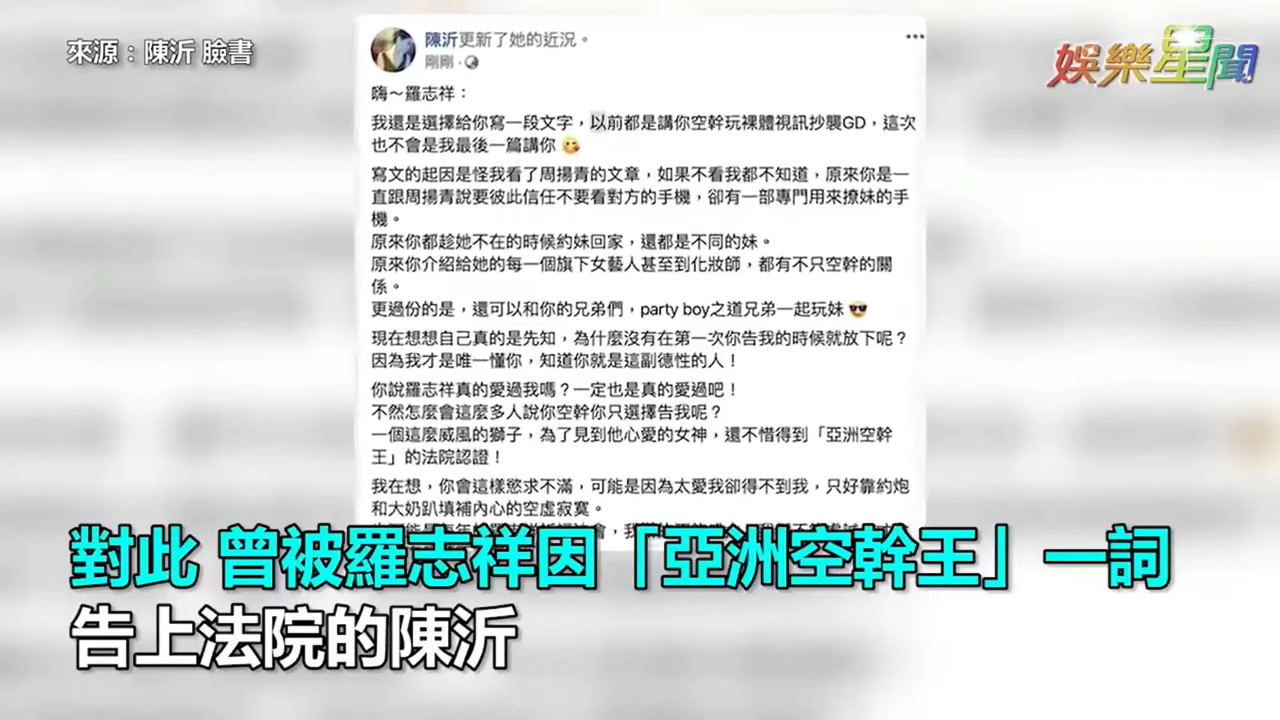 來源：陳沂 臉書
娛樂星聞
陳沂更新了她的近況。
剛剛 ·
嗨～羅志祥：
我還是選擇給你寫一段文字，以前都是講你空幹玩裸體視訊抄襲GD，這次
也不會是我最後一篇講你
寫文的起因是怪我看了周揚青的文章，如果不看我都不知道，原來你是一
直跟周揚青說要彼此信任不要看對方的手機，卻有一部專門用來撩妹的手
機。
原來你都趁她不在的時候約妹回家，還都是不同的妹。
原來你介紹給她的每一個旗下女藝人甚至到化妝師，都有不只空幹的關
係。
更過份的是，還可以和你的兄弟們，party boy之道兄弟一起玩妹
現在想想自己真的是先知，為什麼沒有在第一次你告我的時候就放下呢？
因為我才是唯一懂你，知道你就是這副德性的人！
你說羅志祥真的愛過我嗎？一定也是真的愛過吧！
不然怎麼會這麼多人說你空幹你只選擇告我呢？
一個這麼威風的獅子，為了見到他心愛的女神，還不惜得到「亞洲空幹
王」的法院認證！
我在想，你會這樣慾求不滿，可能是因為太愛我卻得不到我，只好靠約炮
和大奶趴填補內心的空虛寂寞。
對此 曾被羅志祥因「亞洲空幹王」一詞
告上法院的陳沂